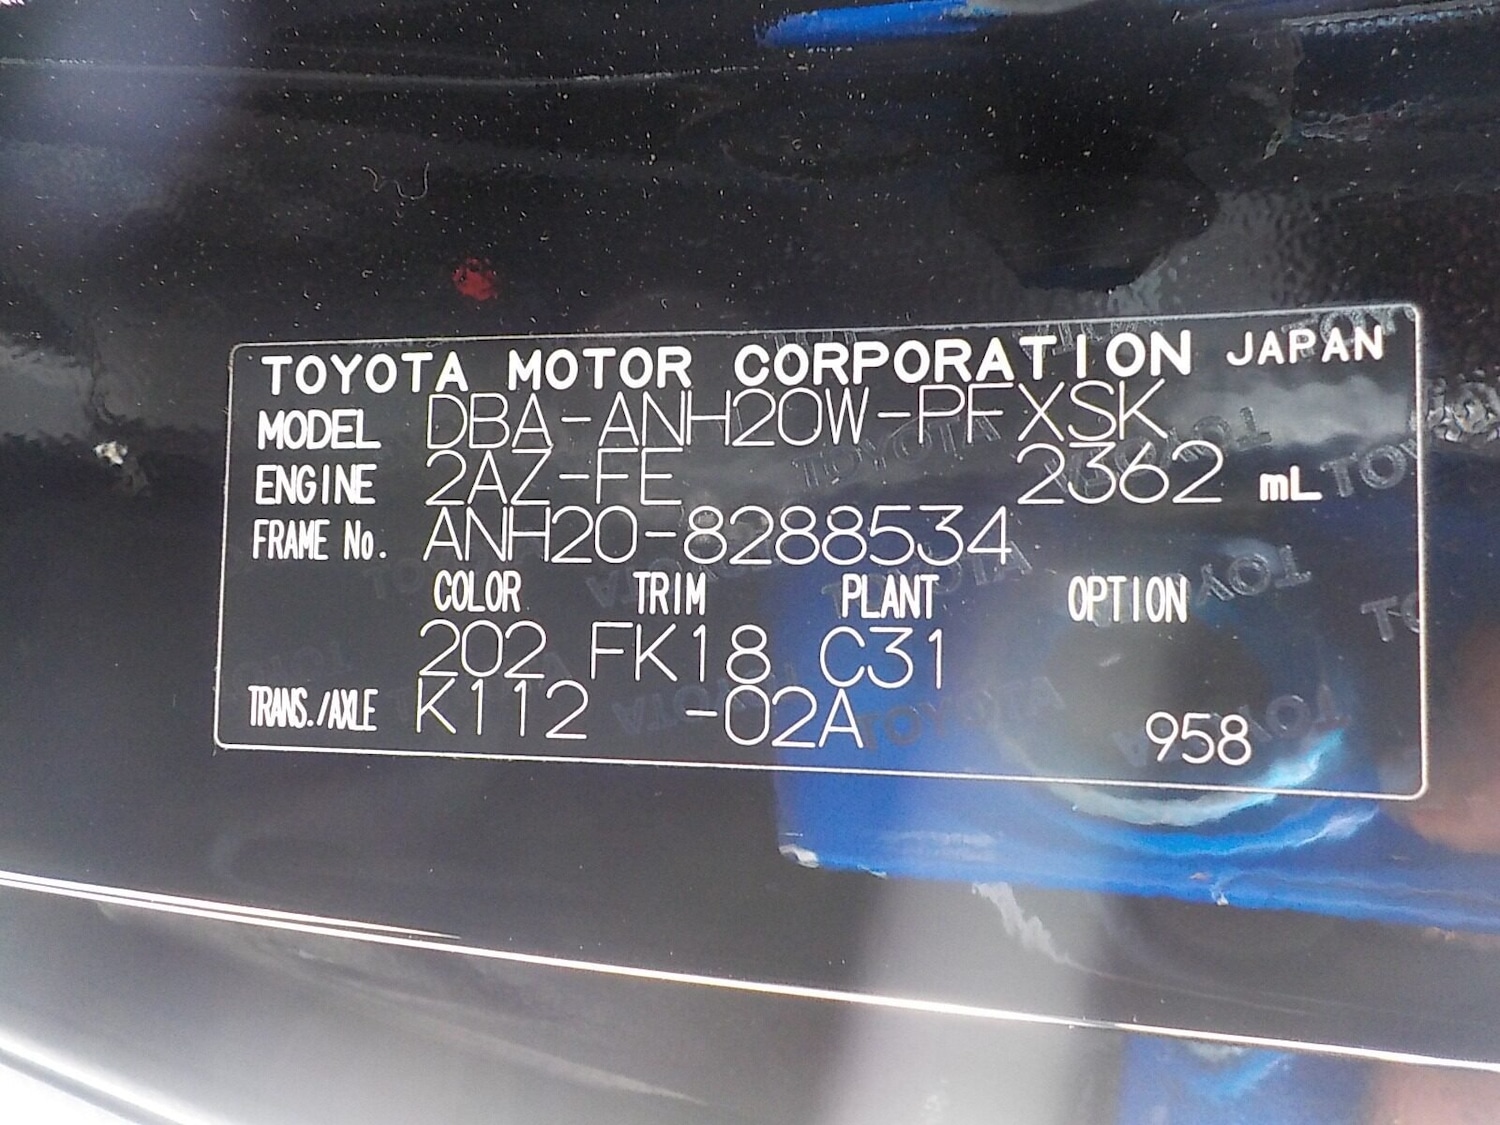 TOYOTA MOTOR CORPORATION JAPAN
MODEL DBA-ANH20W-PFXSK
ENGINE 2AZ-FE 2362 mL
FRAME No. ANH20-8288534
COLOR TRIM PLANT OPTION
202 FK18 C31
TRANS./AXLE K112 -02A 958